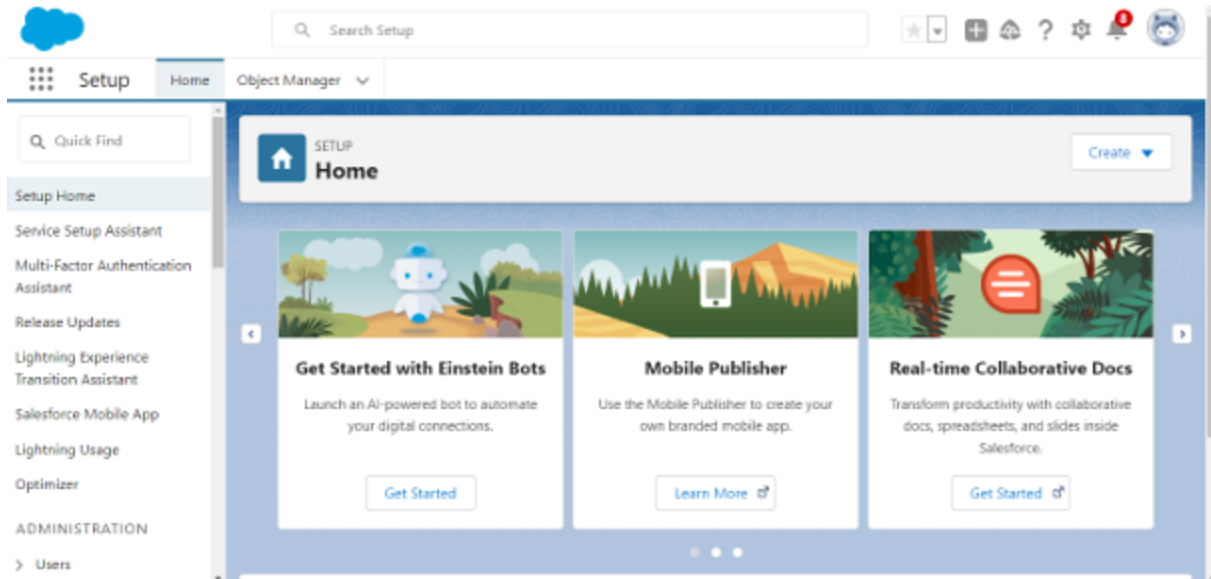 Search Setup
8
Setup
Home
Object Manager
Quick Find
Setup Home
Service Setup Assistant
Multi-Factor Authentication
Assistant
Release Updates
Lightning Experience
Transition Assistant
Salesforce Mobile App
Lightning Usage
Optimizer
ADMINISTRATION
Users
SETUP
Home
Create
Get Started with Einstein Bots
Launch an AI-powered bot to automate
your digital connections.
Get Started
Mobile Publisher
Use the Mobile Publisher to create your
own branded mobile app.
Learn More
Real-time Collaborative Docs
Transform productivity with collaborative
docs, spreadsheets, and slides inside
Salesforce.
Get Started